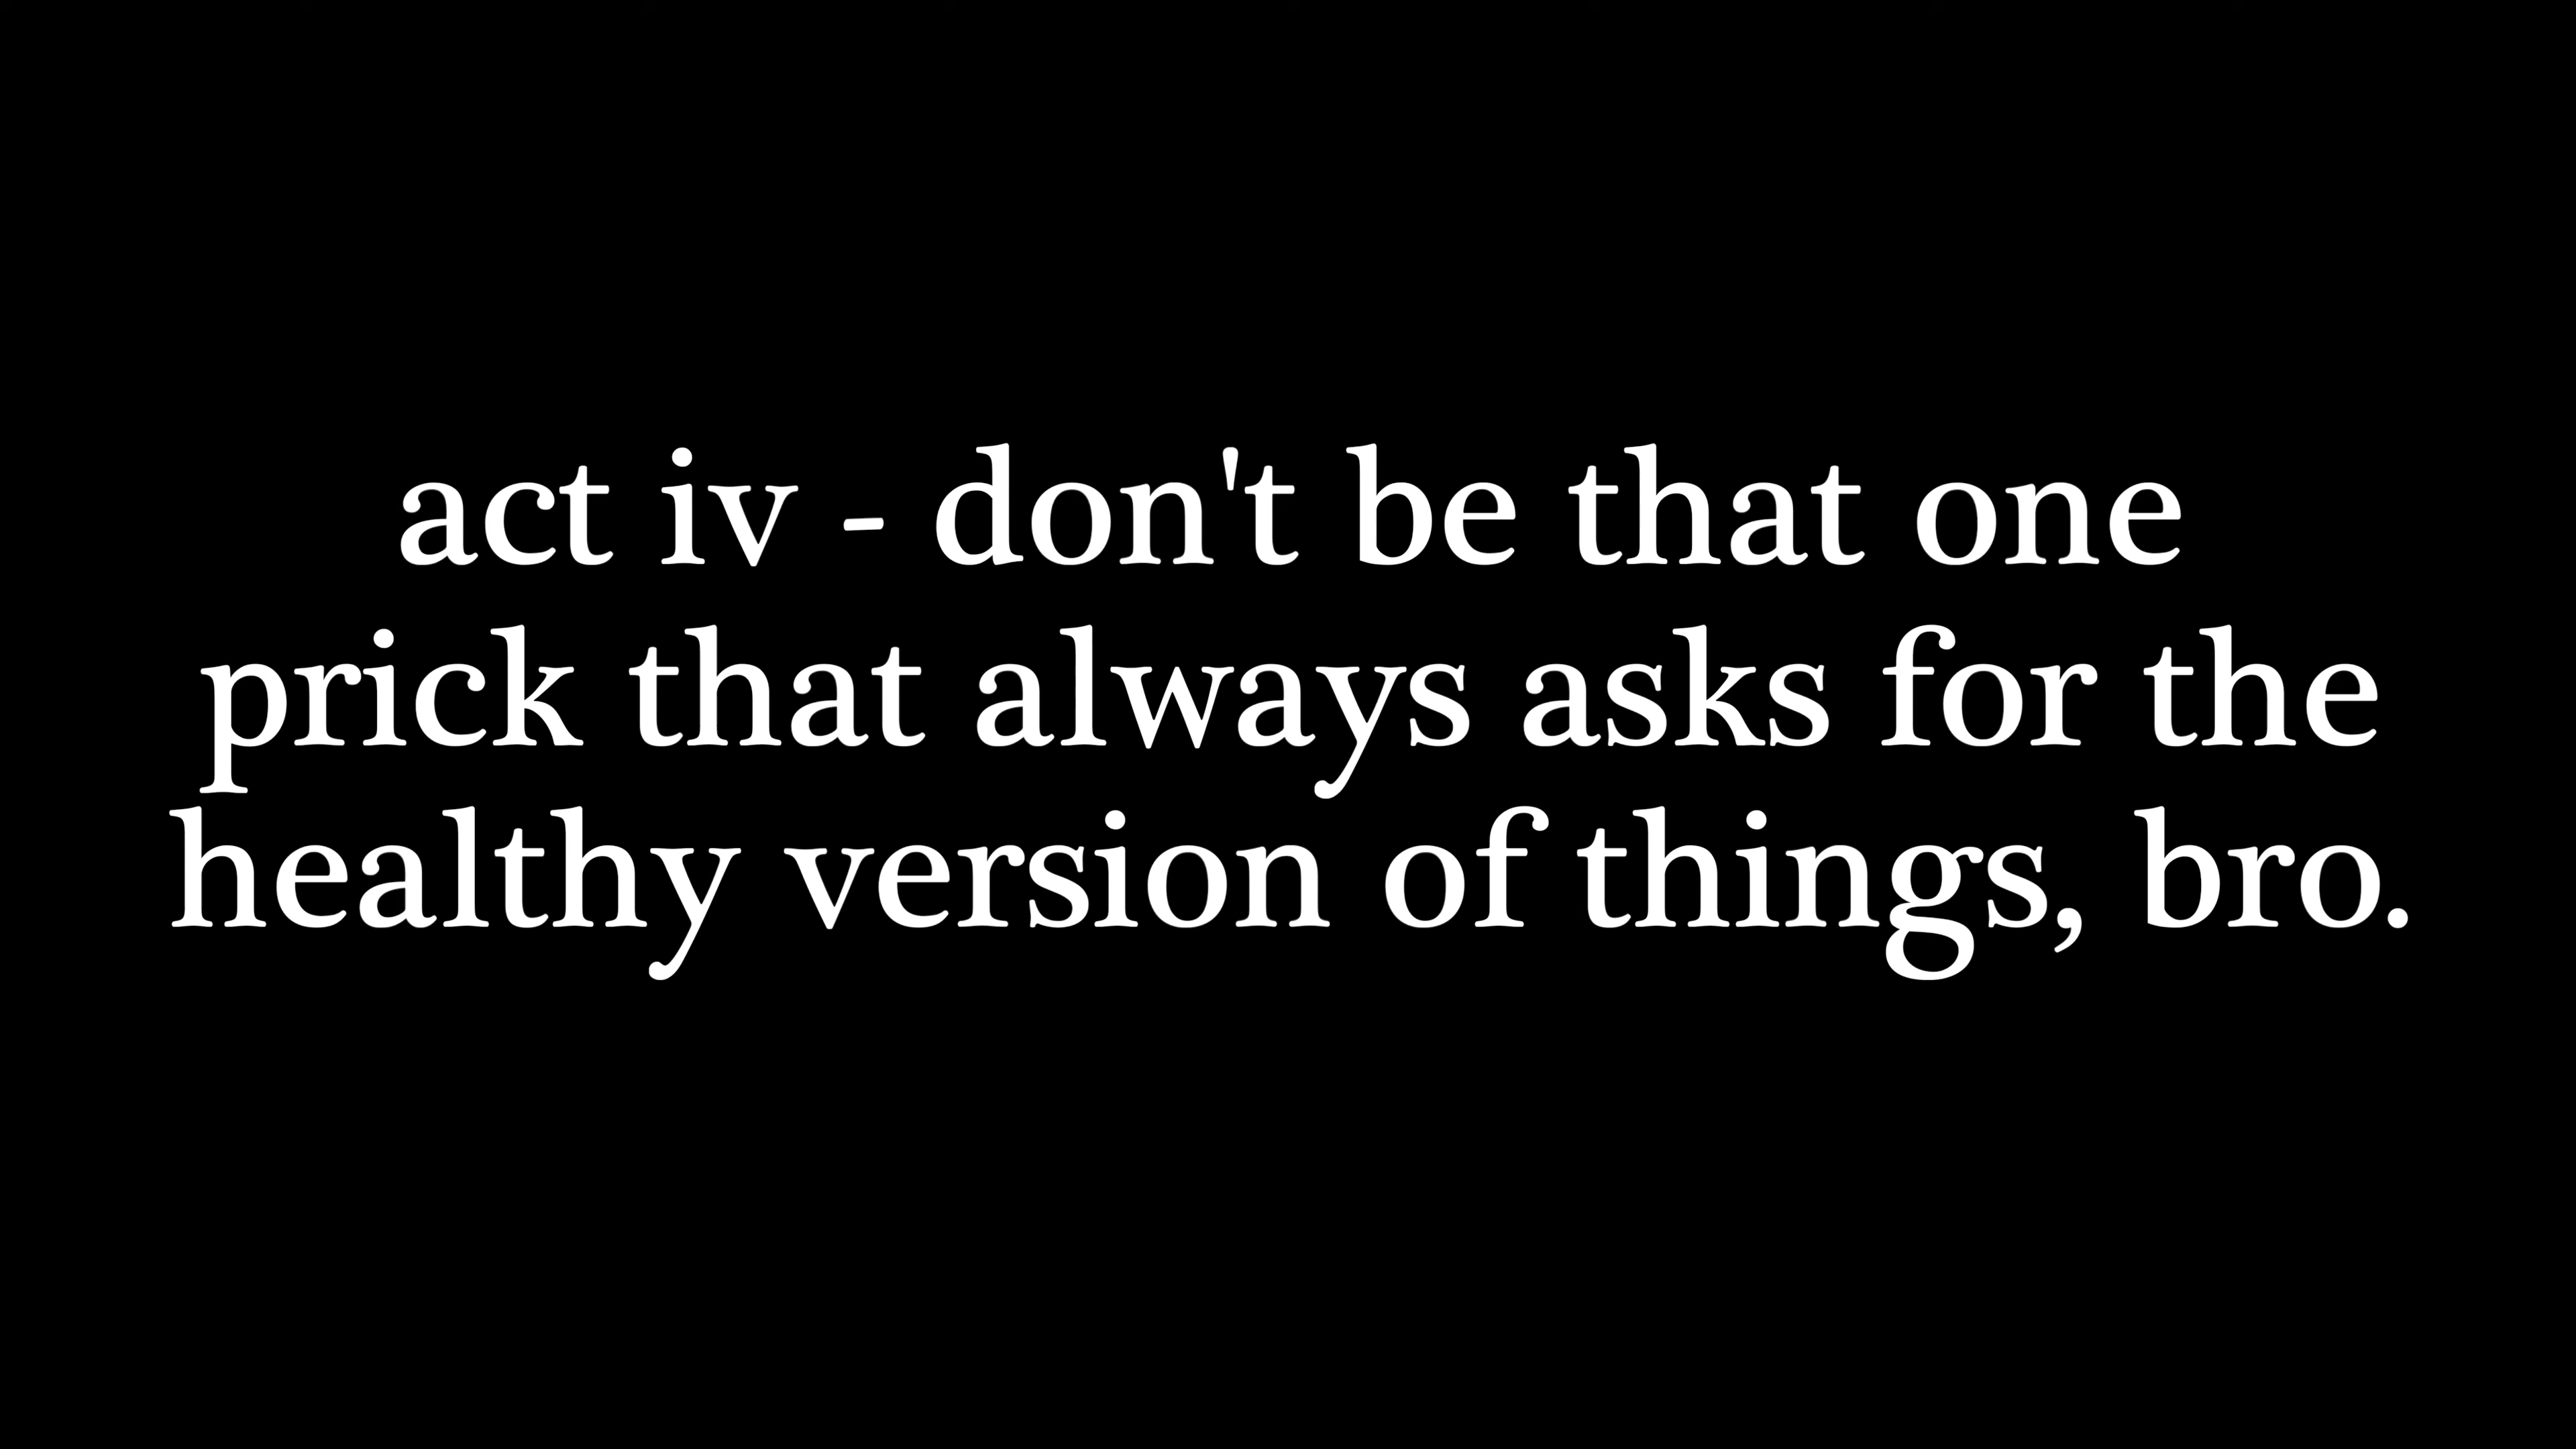 act iv - don't be that one
prick that always asks for the
healthy version of things, bro.